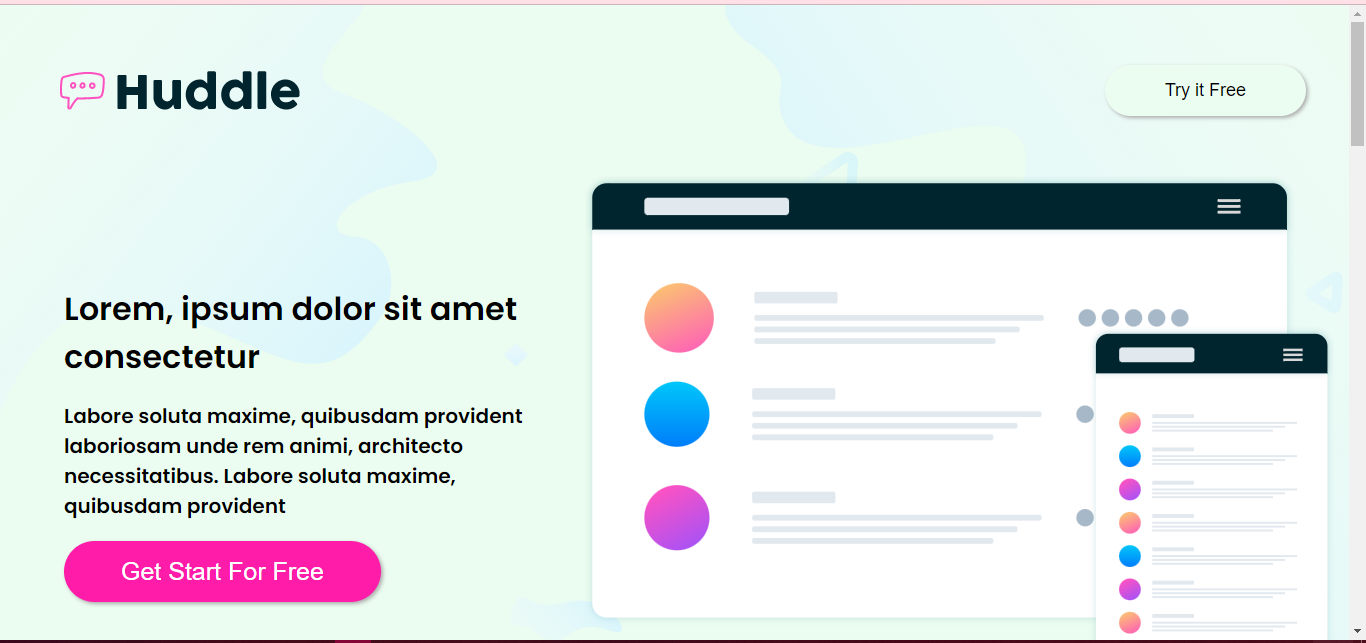 Huddle
Try it Free
Lorem, ipsum dolor sit amet
consectetur
Labore soluta maxime, quibusdam provident
laboriosam unde rem animi, architecto
necessitatibus. Labore soluta maxime,
quibusdam provident
Get Start For Free